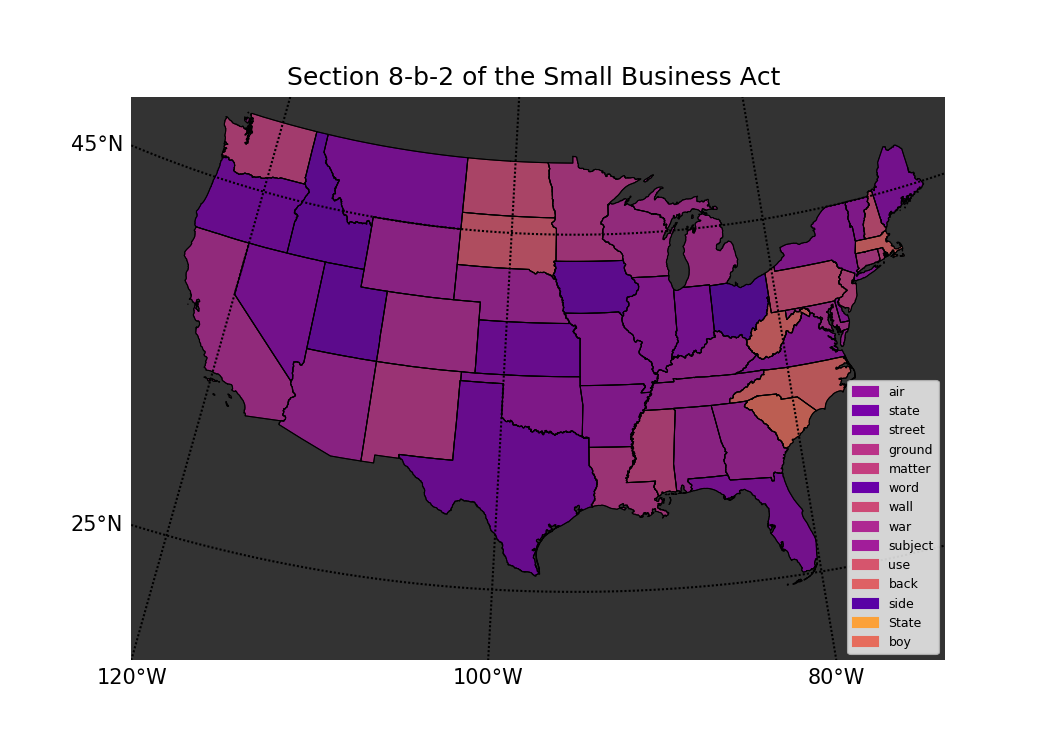 Section 8-b-2 of the Small Business Act
45°N
25°N
120°W
100°W
80°W
air
state
street
ground
matter
word
wall
war
subject
use
back
side
State
boy